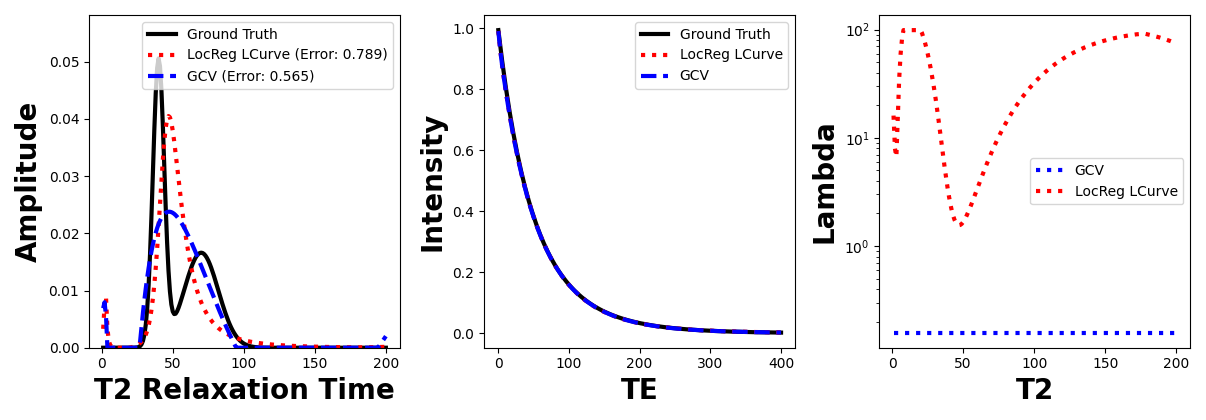 Amplitude
0.05
0.04
0.03
0.02
0.01
0.00
0 50 100 150 200
T2 Relaxation Time
Ground Truth
LocReg LCurve (Error: 0.789)
GCV (Error: 0.565)
Intensity
1.0
0.8
0.6
0.4
0.2
0.0
0 100 200 300 400
TE
Ground Truth
LocReg LCurve
GCV
Lambda
10²
10¹
10⁰
0 50 100 150 200
T2
GCV
LocReg LCurve